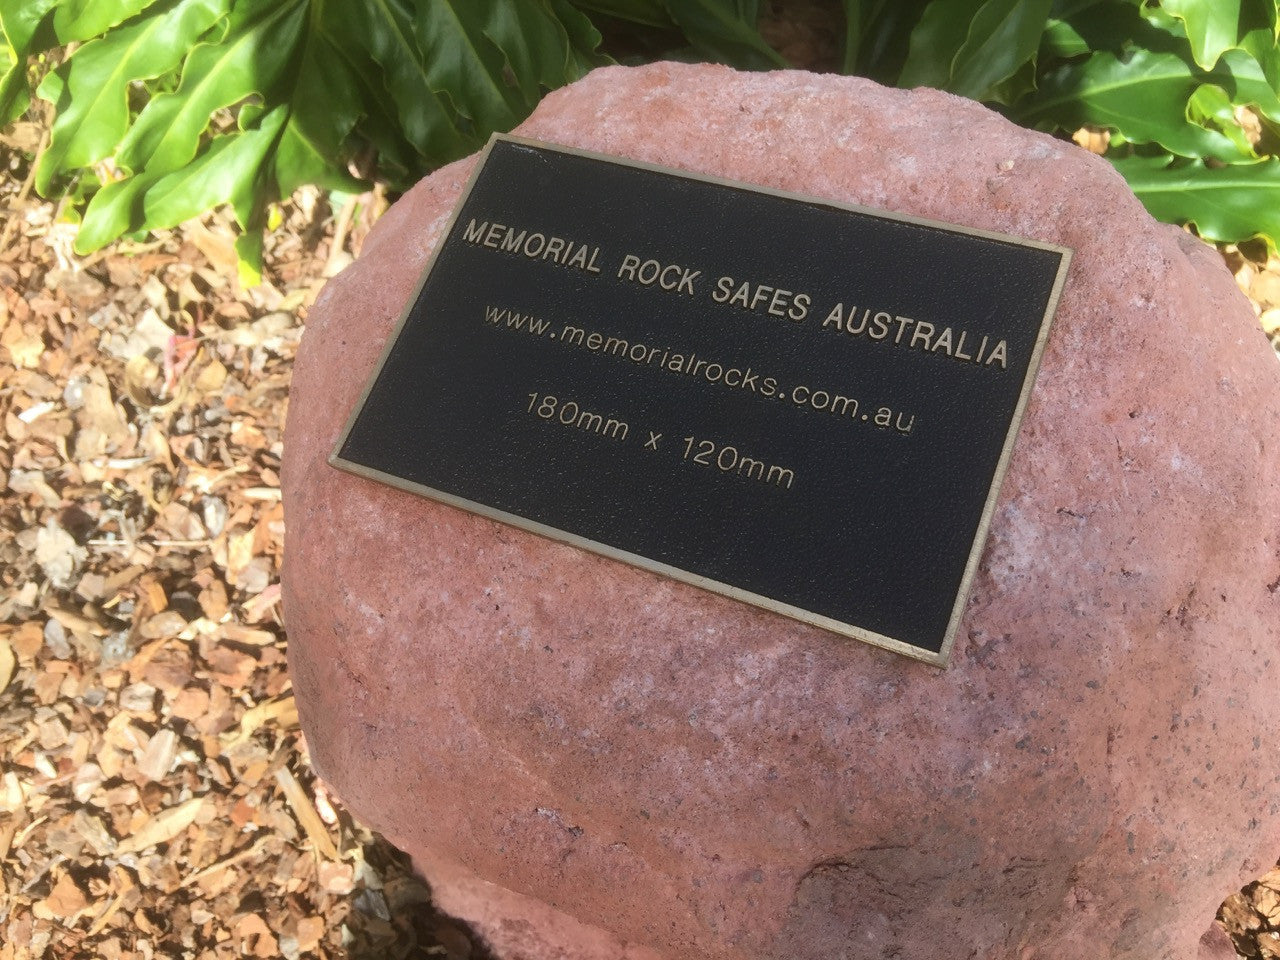 MEMORIAL ROCK SAFES AUSTRALIA
www.memorialrocks.com.au
180mm x 120mm